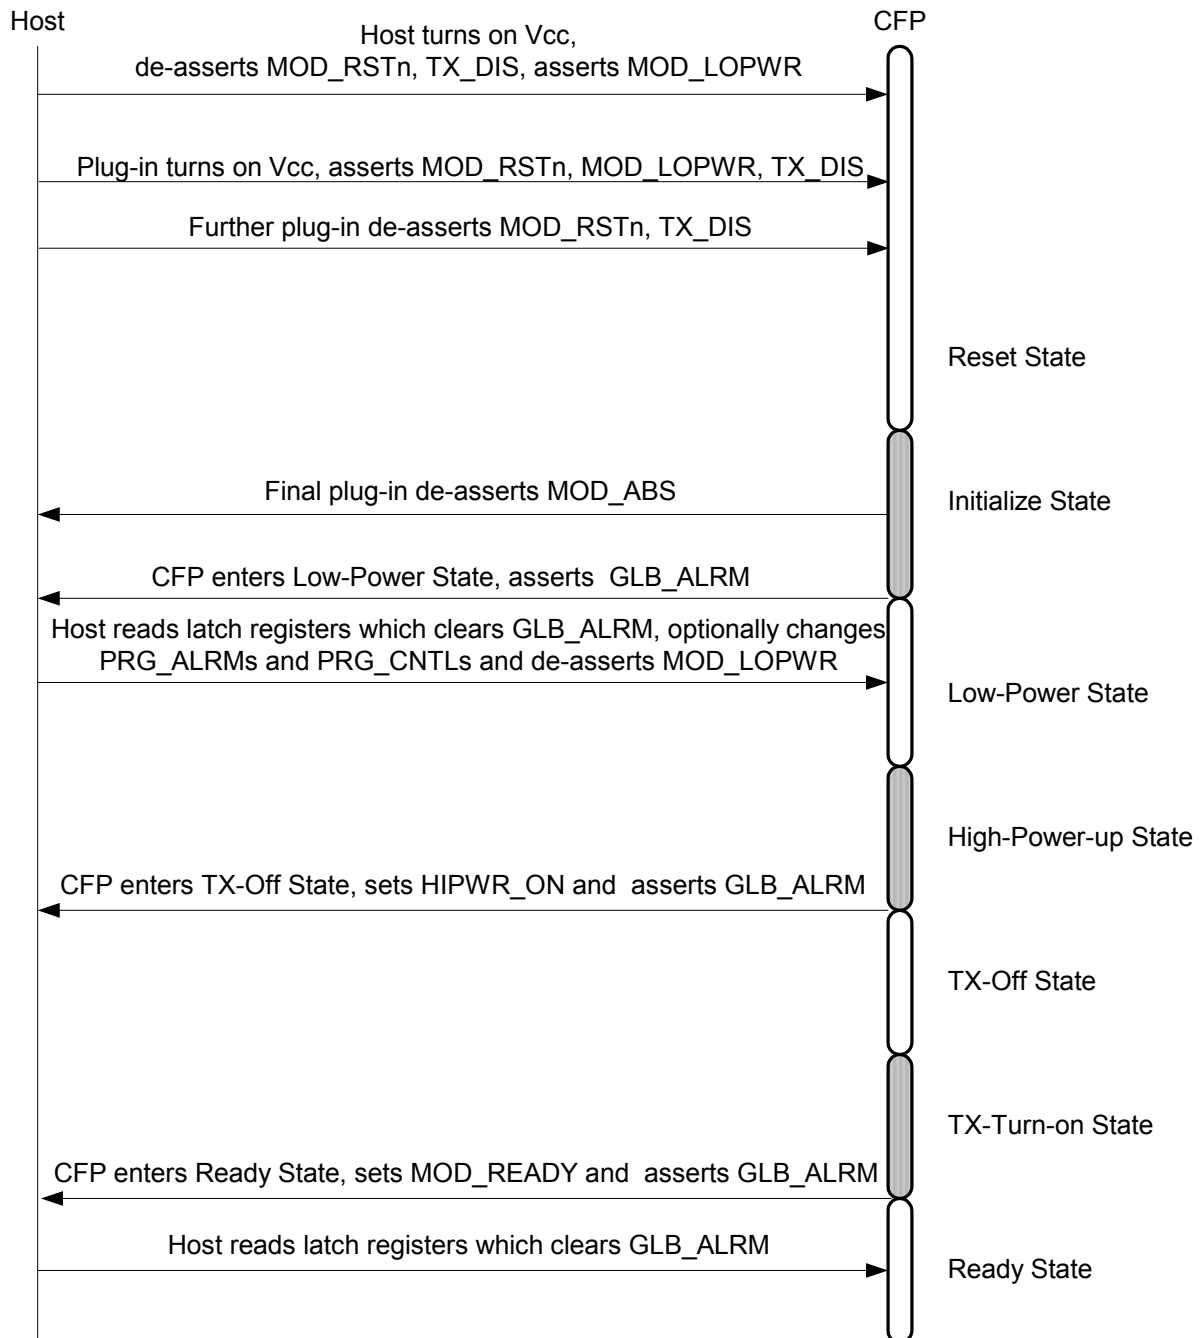 Host
CFP
Host turns on Vcc,
de-asserts MOD_RSTn, TX_DIS, asserts MOD_LOPWR
Plug-in turns on Vcc, asserts MOD_RSTn, MOD_LOPWR, TX_DIS
Further plug-in de-asserts MOD_RSTn, TX_DIS
Reset State
Final plug-in de-asserts MOD_ABS
Initialize State
CFP enters Low-Power State, asserts GLB_ALRM
Host reads latch registers which clears GLB_ALRM, optionally changes
PRG_ALRMs and PRG_CNTLs and de-asserts MOD_LOPWR
Low-Power State
High-Power-up State
CFP enters TX-Off State, sets HIPWR_ON and asserts GLB_ALRM
TX-Off State
TX-Turn-on State
CFP enters Ready State, sets MOD_READY and asserts GLB_ALRM
Host reads latch registers which clears GLB_ALRM
Ready State